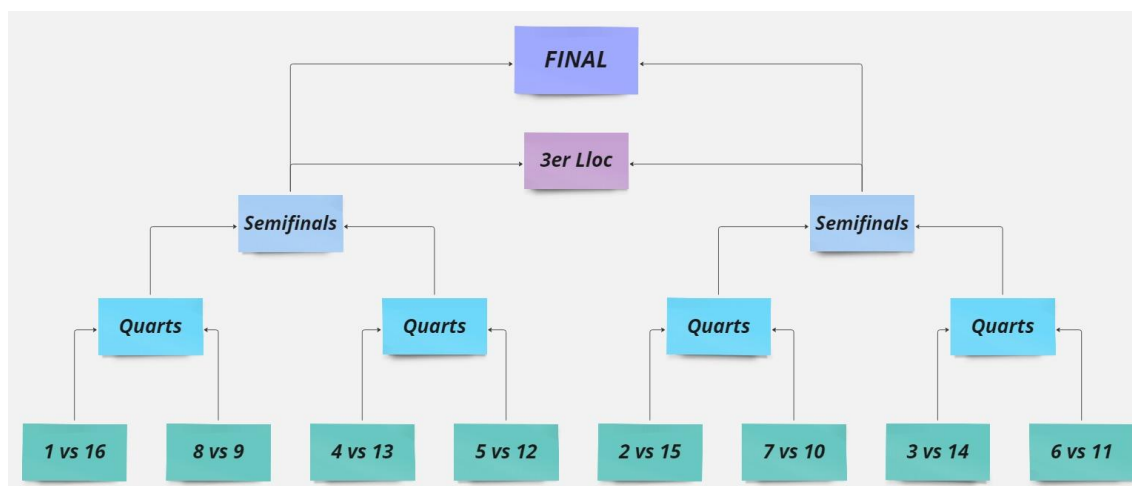 FINAL
3er Lloc
Semifinals
Semifinals
Quarts
Quarts
Quarts
Quarts
1 vs 16
8 vs 9
4 vs 13
5 vs 12
2 vs 15
7 vs 10
3 vs 14
6 vs 11